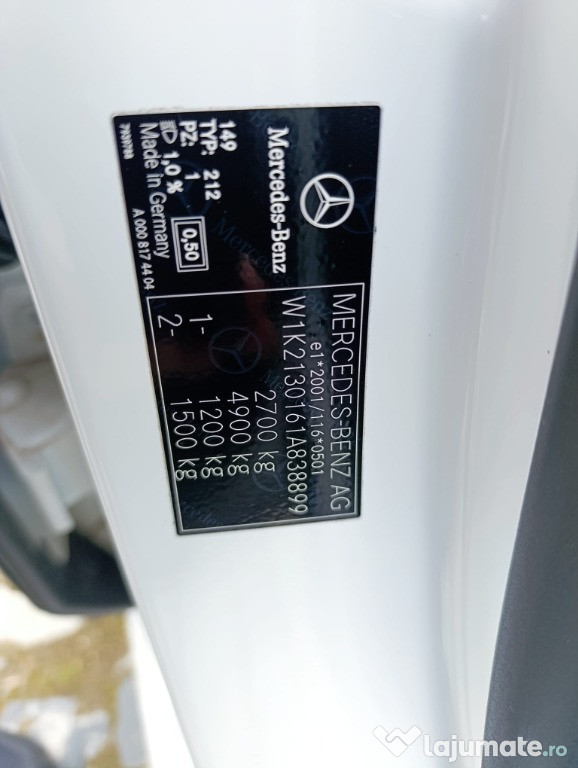 Mercedes-Benz
149
TYP: 212
PZ: 1
1,0 %
0,50
Made in Germany
7939788
A 000 817 44 04
MERCEDES-BENZ AG
e1*2001/116*0501
W1K2130161A838899
2700 kg
4900 kg
1- 1200 kg
2- 1500 kg
lajumate.ro